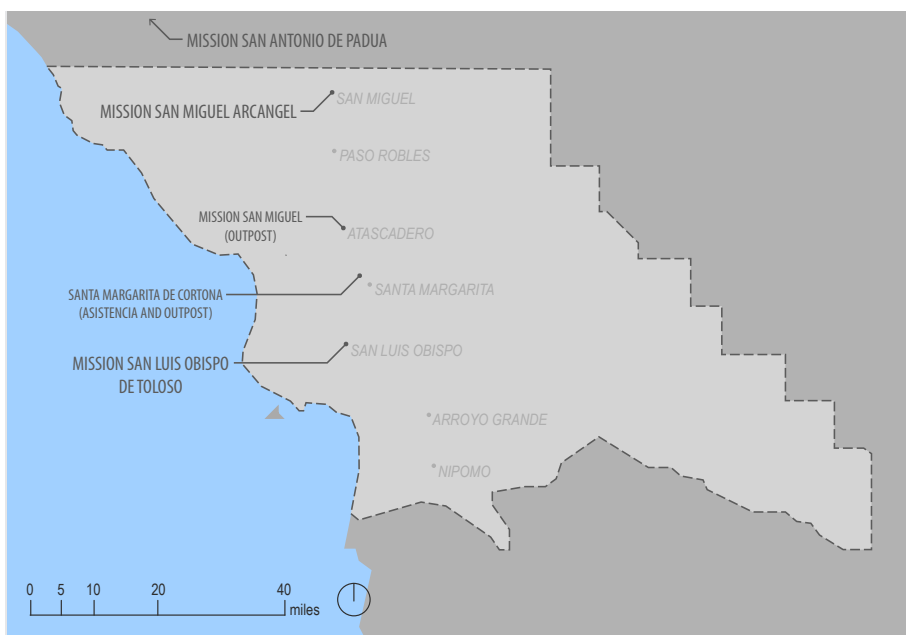 MISSION SAN ANTONIO DE PADUA
SAN MIGUEL
MISSION SAN MIGUEL ARCANGEL
PASO ROBLES
MISSION SAN MIGUEL
(OUTPOST)
ATASCADERO
SANTA MARGARITA DE CORTONA
(ASISTENCIA AND OUTPOST)
SANTA MARGARITA
MISSION SAN LUIS OBISPO
DE TOLOSO
SAN LUIS OBISPO
ARROYO GRANDE
NIPOMO
0 5 10 20 40
miles